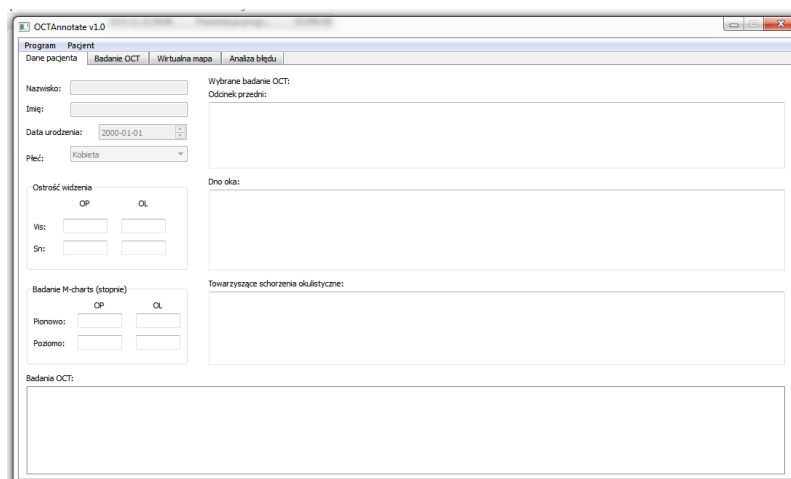 OCTAnnotate v1.0
Program Pacjent
Dane pacjenta Badanie OCT Wirtualna mapa Analiza błędu
Nazwisko:
Imię:
Data urodzenia: 2000-01-01
Płeć: Kobieta
Ostrość widzenia
OP OL
Vis:
Sn:
Badanie M-charts (stopnie)
OP OL
Pionowo:
Poziomo:
Wybrane badanie OCT:
Odcinek przedni:
Dno oka:
Towarzyszące schorzenia okulistyczne:
Badania OCT: